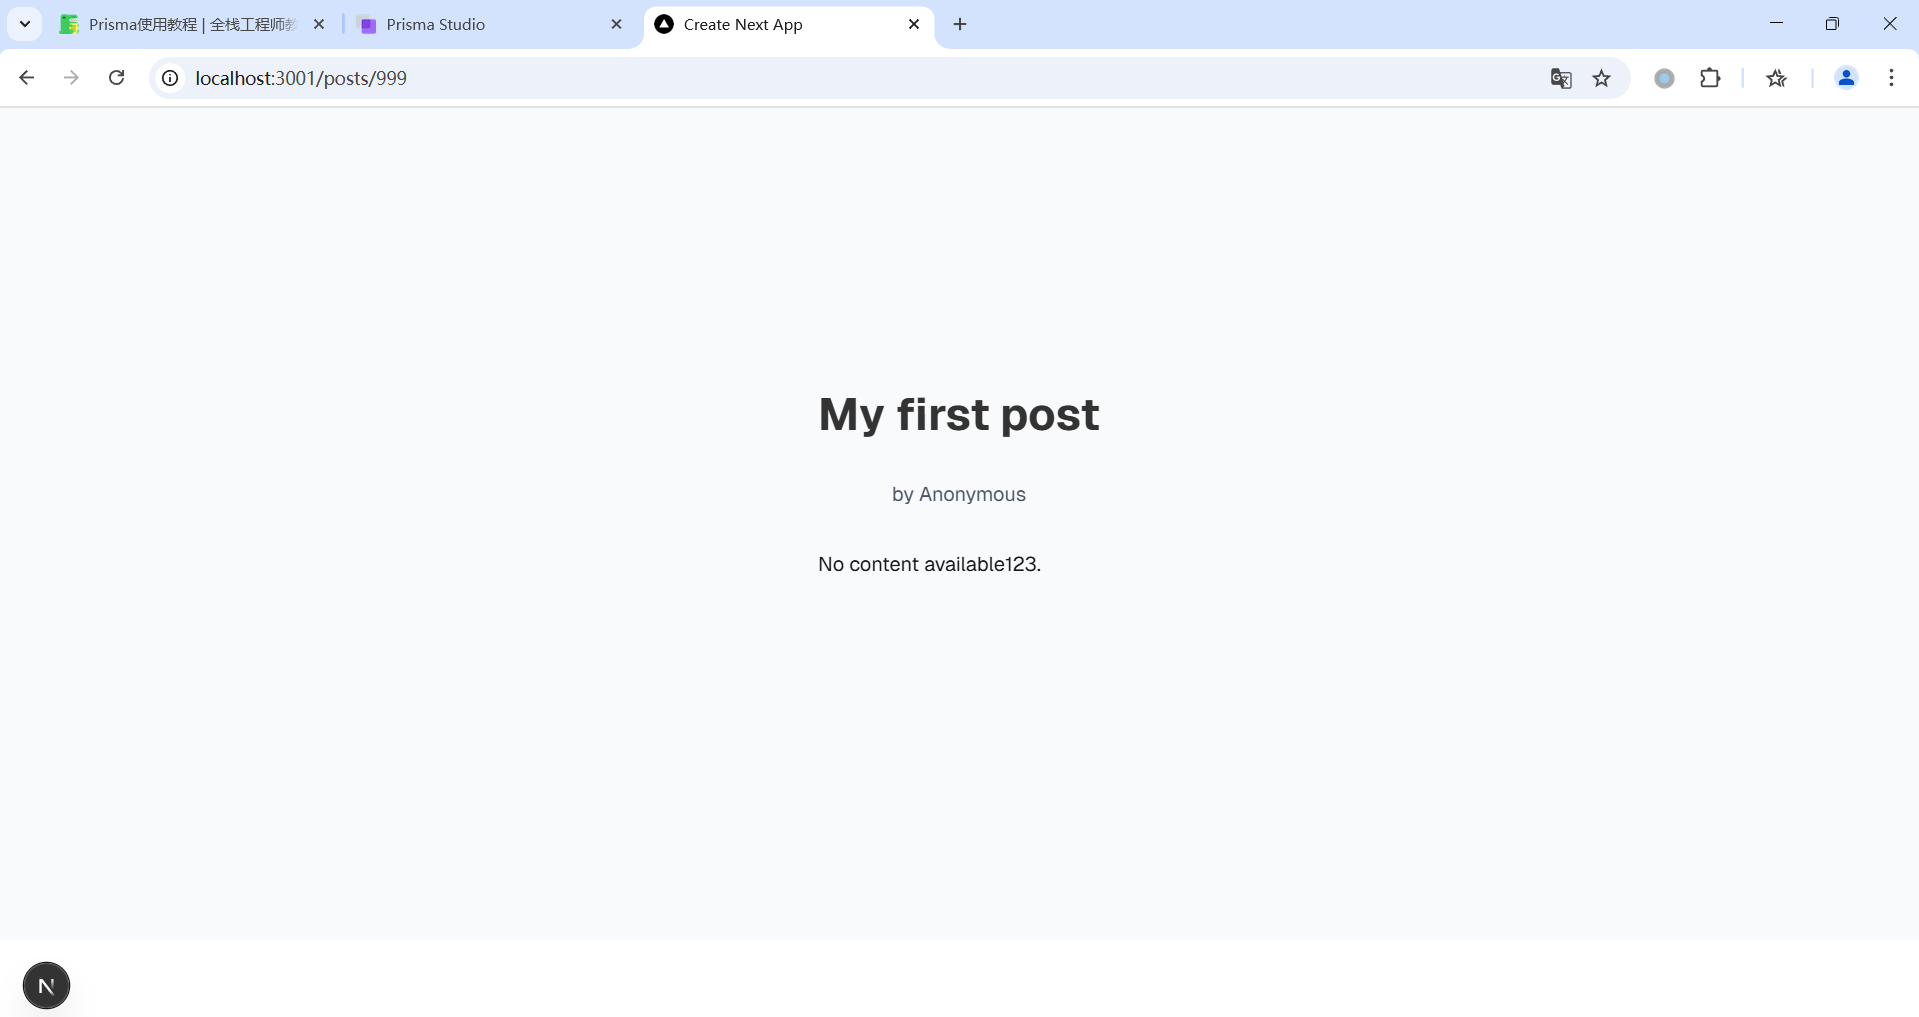 Prisma使用教程 | 全栈工程师教
Prisma Studio
Create Next App
localhost:3001/posts/999
My first post
by Anonymous
No content available123.
N